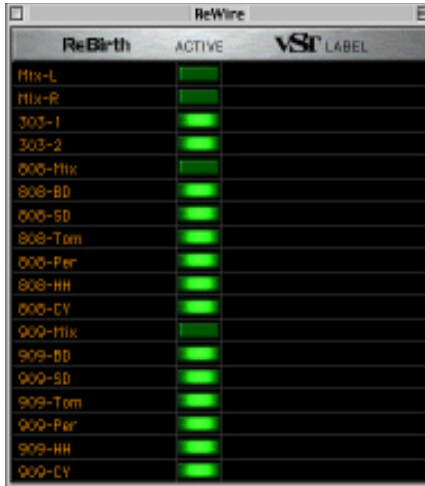 ReWire
ReBirth ACTIVE VST LABEL
Mix-L
Mix-R
303-1
303-2
808-Mix
808-BD
808-SD
808-Tom
808-Per
808-HH
808-CY
909-Mix
909-BD
909-SD
909-Tom
909-Per
909-HH
909-CY